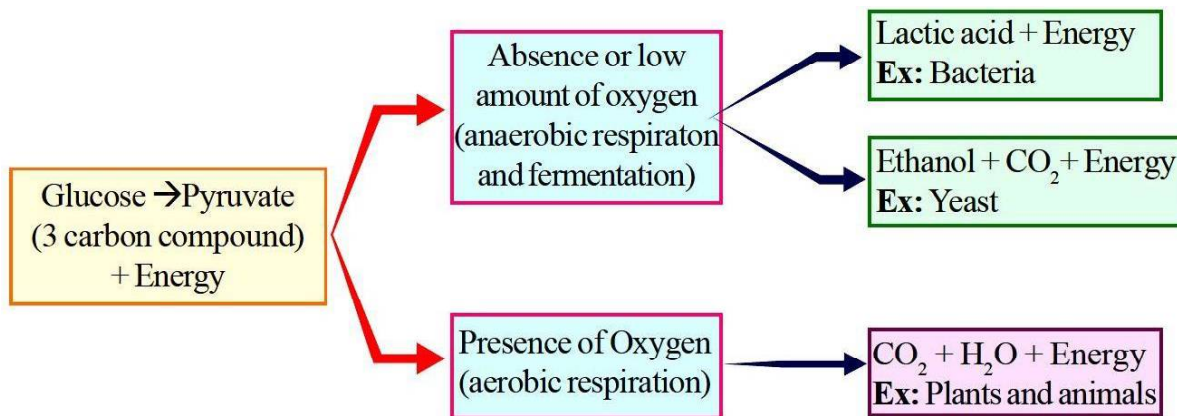 Glucose →Pyruvate
(3 carbon compound)
+ Energy
Absence or low
amount of oxygen
(anaerobic respiraton
and fermentation)
Lactic acid + Energy
Ex: Bacteria
Ethanol + CO₂+ Energy
Ex: Yeast
Presence of Oxygen
(aerobic respiration)
CO₂ + H₂O + Energy
Ex: Plants and animals